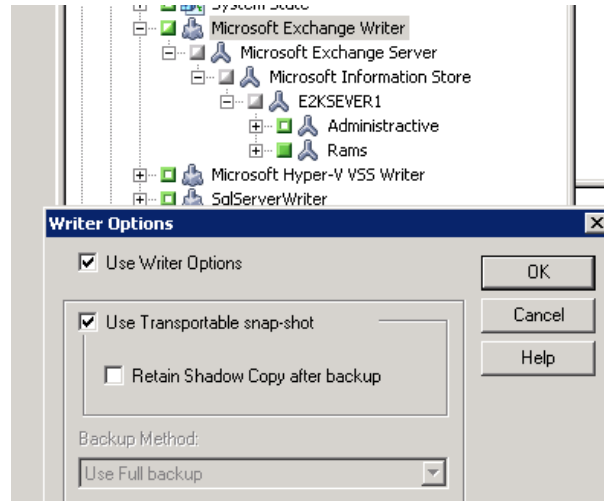 System State
Microsoft Exchange Writer
Microsoft Exchange Server
Microsoft Information Store
E2KSEVER1
Administractive
Rams
Microsoft Hyper-V VSS Writer
SqlServerWriter
Writer Options
Use Writer Options
OK
Use Transportable snap-shot
Cancel
Retain Shadow Copy after backup
Help
Backup Method:
Use Full backup